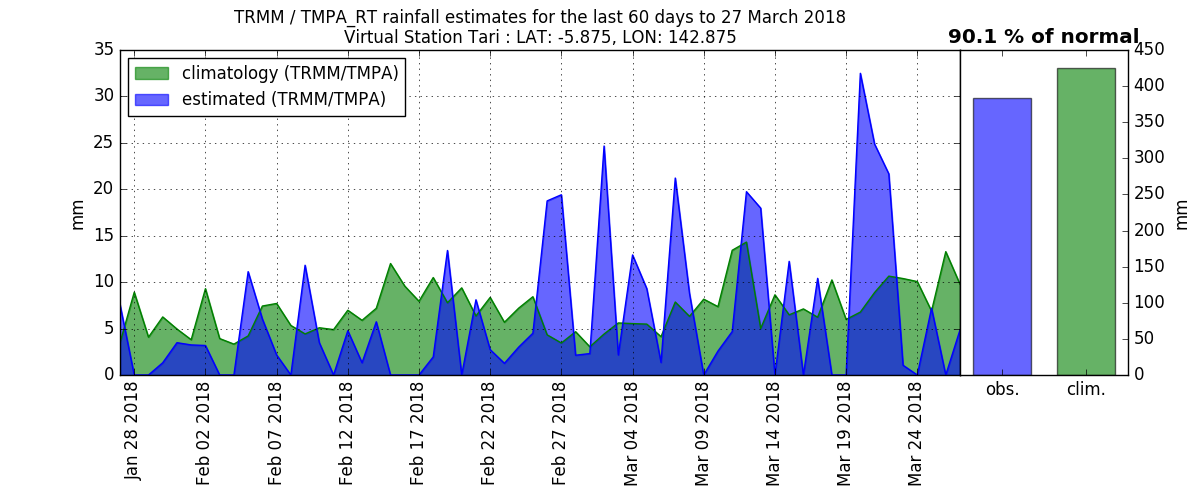 TRMM / TMPA_RT rainfall estimates for the last 60 days to 27 March 2018
Virtual Station Tari : LAT: -5.875, LON: 142.875
90.1 % of normal
climatology (TRMM/TMPA)
estimated (TRMM/TMPA)
35
30
25
20
15
10
5
0
mm
Jan 28 2018
Feb 02 2018
Feb 07 2018
Feb 12 2018
Feb 17 2018
Feb 22 2018
Feb 27 2018
Mar 04 2018
Mar 09 2018
Mar 14 2018
Mar 19 2018
Mar 24 2018
450
400
350
300
250
200
150
100
50
0
mm
obs.
clim.